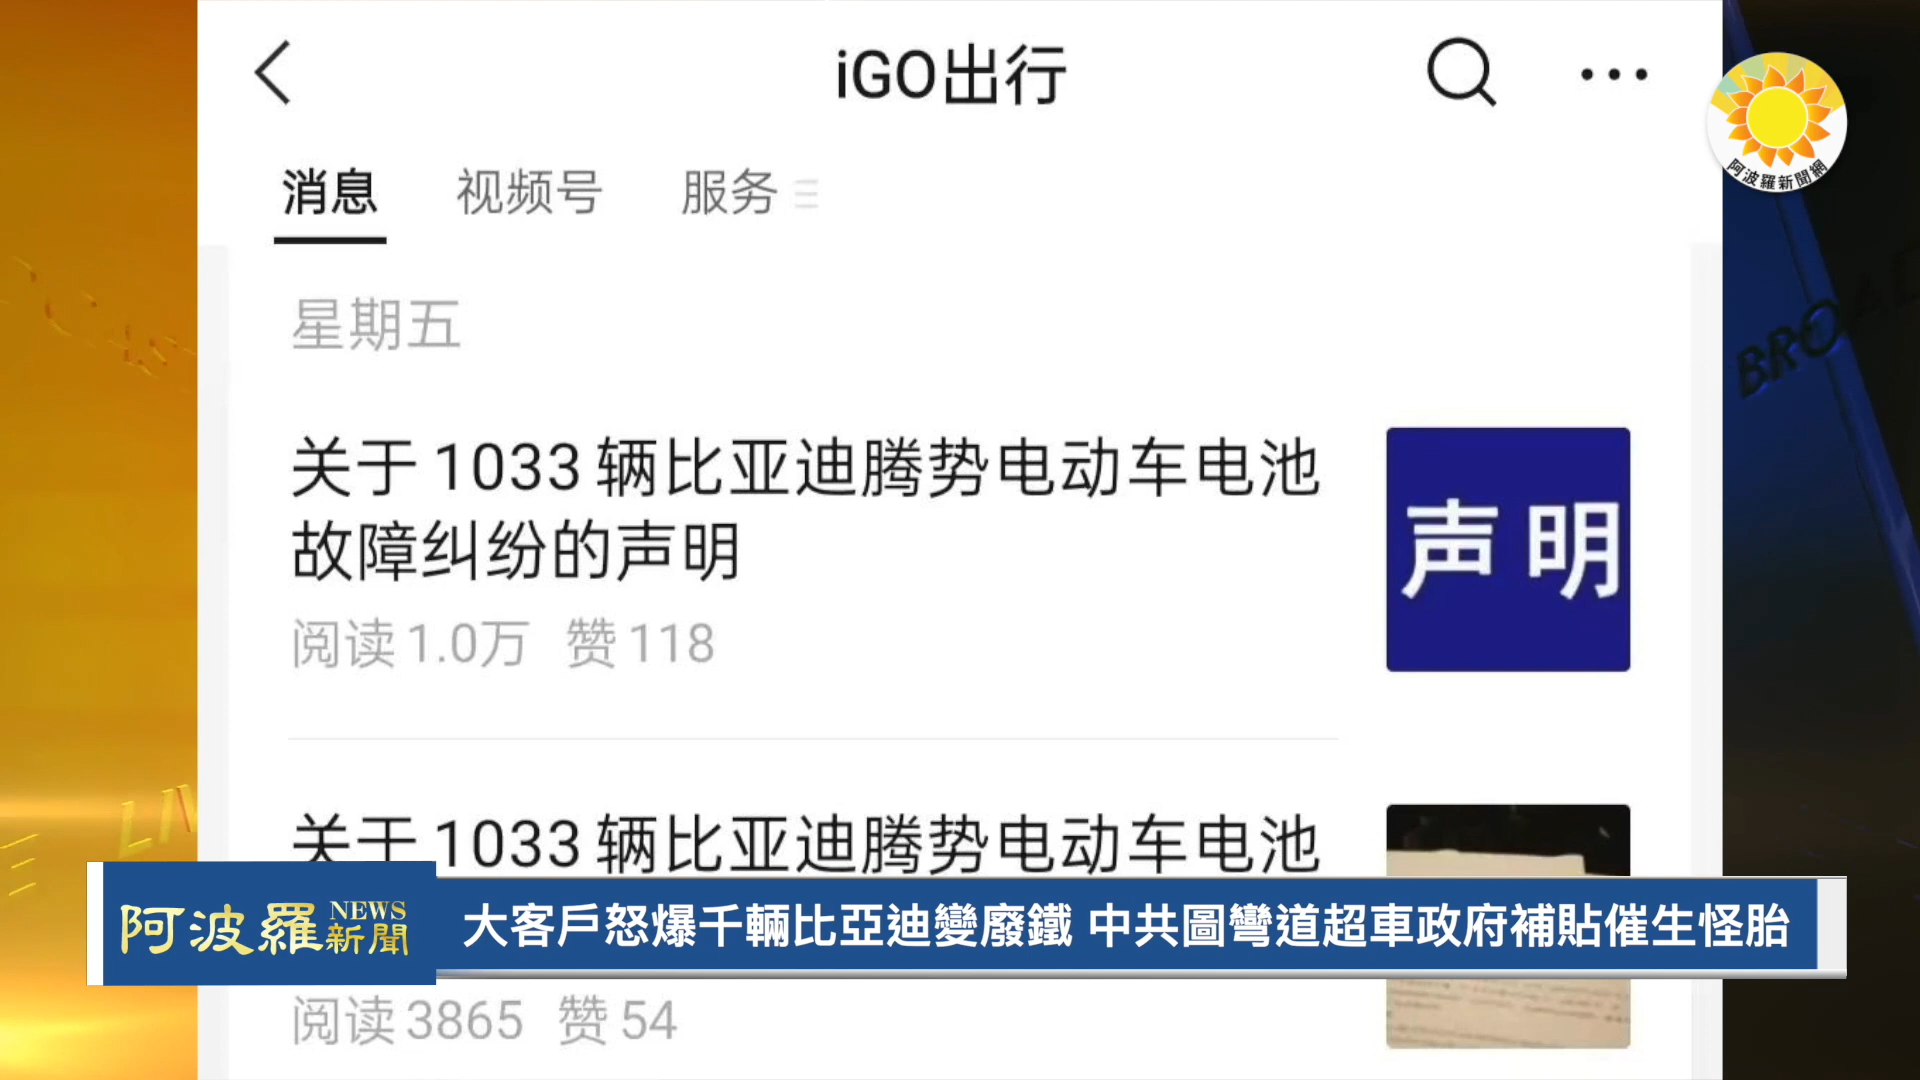 iGO出行
阿波羅新聞網
消息 视频号 服务
BROAD
星期五
关于1033辆比亚迪腾势电动车电池
故障纠纷的声明
声明
阅读1.0万 赞118
LIV
关于1033辆比亚迪腾势电动车电池
阿波羅新聞 NEWS
大客戶怒爆千輛比亞迪變廢鐵 中共圖彎道超車政府補貼催生怪胎
阅读3865 赞54